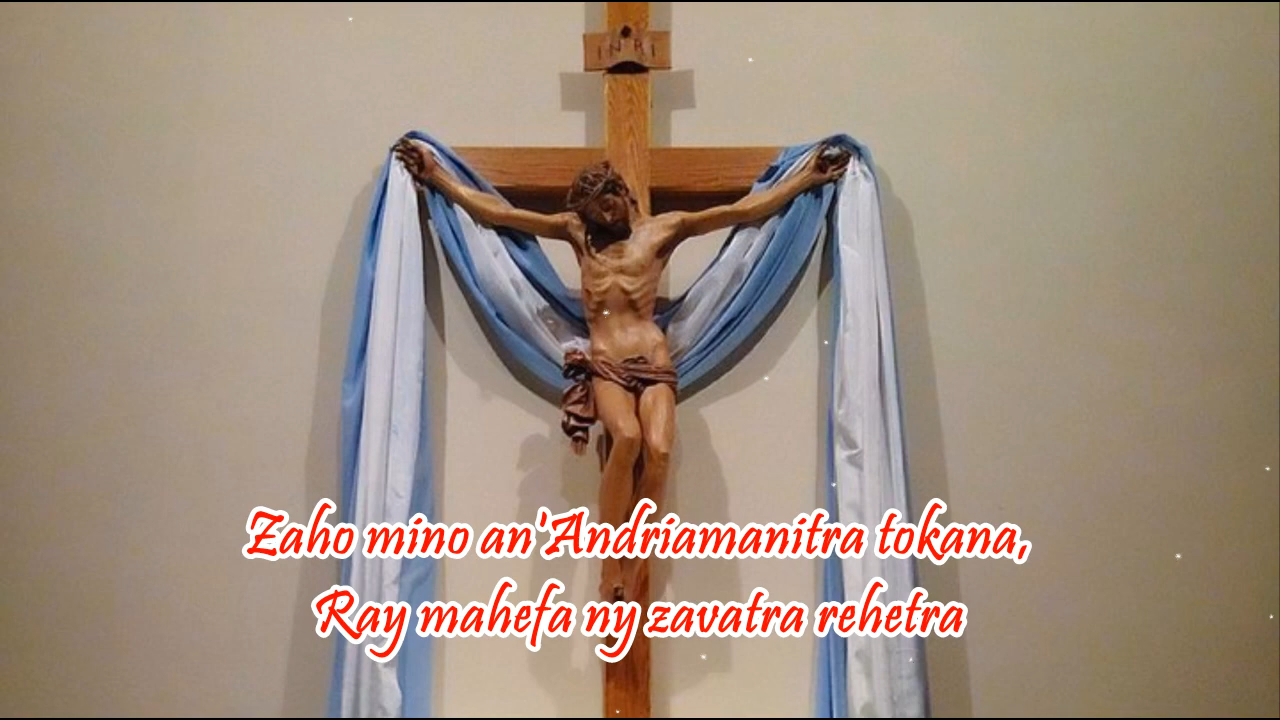 INRI
Zaho mino an'Andriamanitra tokana,
Ray mahefa ny zavatra rehetra